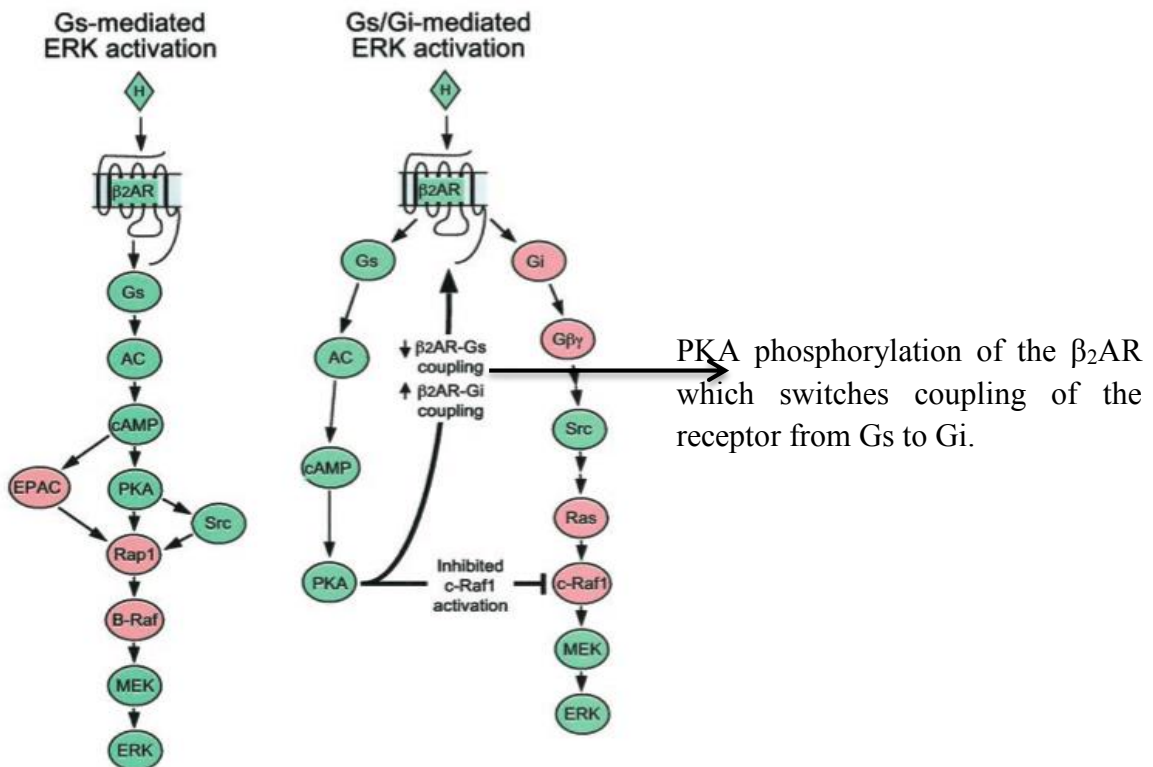 Gs-mediated
ERK activation
H
β2AR
Gs
AC
cAMP
EPAC
PKA
Src
Rap1
B-Raf
MEK
ERK
Gs/Gi-mediated
ERK activation
H
β2AR
Gs
Gi
Gβγ
AC
↓ β2AR-Gs
coupling
↑ β2AR-Gi
coupling
Src
cAMP
Ras
PKA
Inhibited
c-Raf1
activation
c-Raf1
MEK
ERK
PKA phosphorylation of the β₂AR
which switches coupling of the
receptor from Gs to Gi.